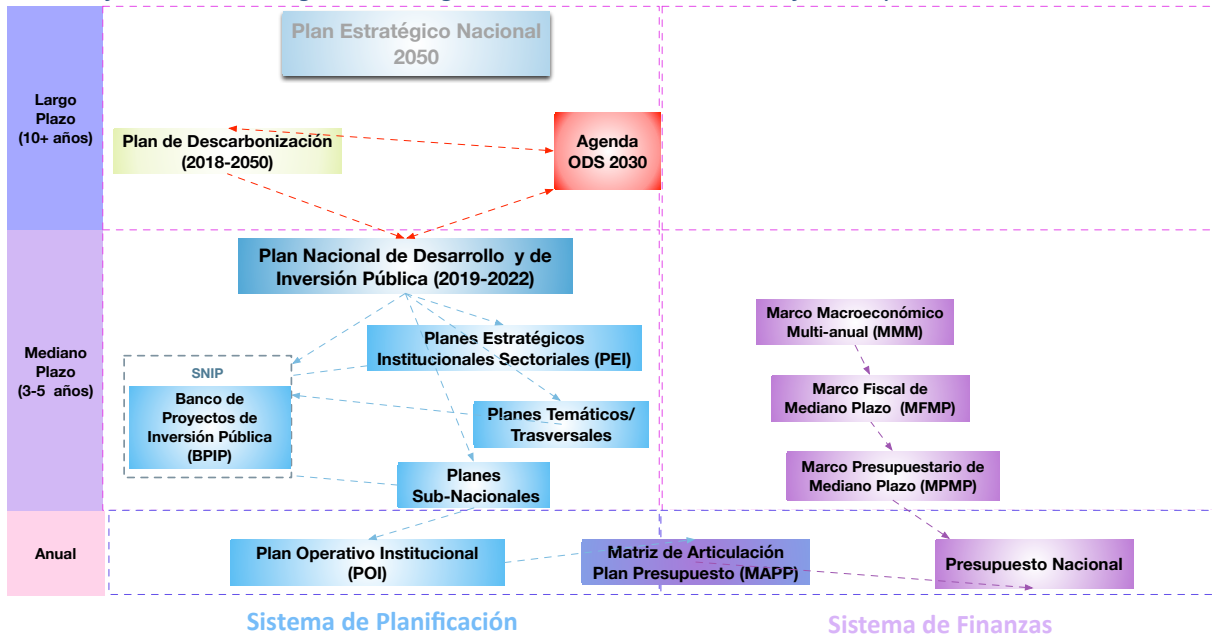 Plan Estratégico Nacional
2050
Largo
Plazo
(10+ años)
Plan de Descarbonización
(2018-2050)
Agenda
ODS 2030
Plan Nacional de Desarrollo y de
Inversión Pública (2019-2022)
Mediano
Plazo
(3-5 años)
Planes Estratégicos
Institucionales Sectoriales (PEI)
SNIP
Banco de
Proyectos de
Inversión Pública
(BPIP)
Planes Temáticos/
Trasversales
Planes
Sub-Nacionales
Marco Macroeconómico
Multi-anual (MMM)
Marco Fiscal de
Mediano Plazo (MFMP)
Marco Presupuestario de
Mediano Plazo (MPMP)
Anual
Plan Operativo Institucional
(POI)
Matriz de Articulación
Plan Presupuesto (MAPP)
Presupuesto Nacional
Sistema de Planificación
Sistema de Finanzas